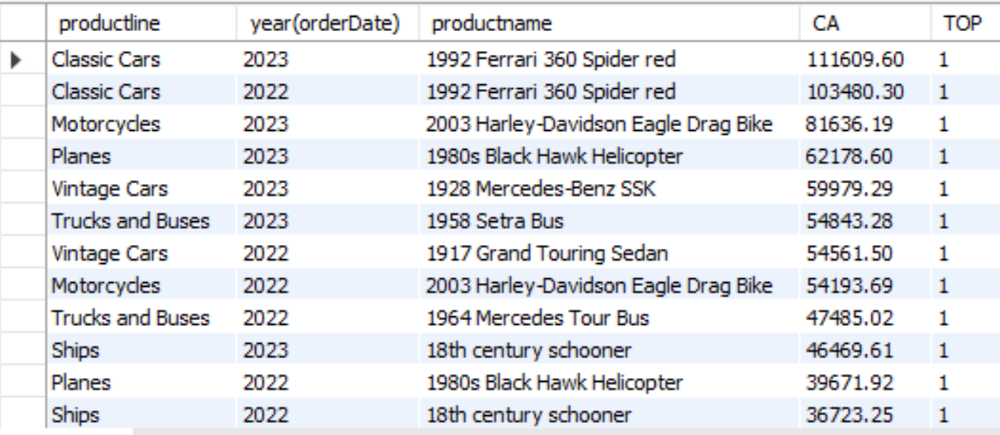 productline year(orderDate) productname CA TOP
Classic Cars 2023 1992 Ferrari 360 Spider red 111609.60 1
Classic Cars 2022 1992 Ferrari 360 Spider red 103480.30 1
Motorcycles 2023 2003 Harley-Davidson Eagle Drag Bike 81636.19 1
Planes 2023 1980s Black Hawk Helicopter 62178.60 1
Vintage Cars 2023 1928 Mercedes-Benz SSK 59979.29 1
Trucks and Buses 2023 1958 Setra Bus 54843.28 1
Vintage Cars 2022 1917 Grand Touring Sedan 54561.50 1
Motorcycles 2022 2003 Harley-Davidson Eagle Drag Bike 54193.69 1
Trucks and Buses 2022 1964 Mercedes Tour Bus 47485.02 1
Ships 2023 18th century schooner 46469.61 1
Planes 2022 1980s Black Hawk Helicopter 39671.92 1
Ships 2022 18th century schooner 36723.25 1